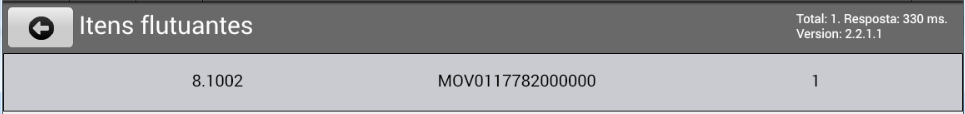 Itens flutuantes
Total: 1. Resposta: 330 ms.
Version: 2.2.1.1
8.1002 MOV0117782000000 1